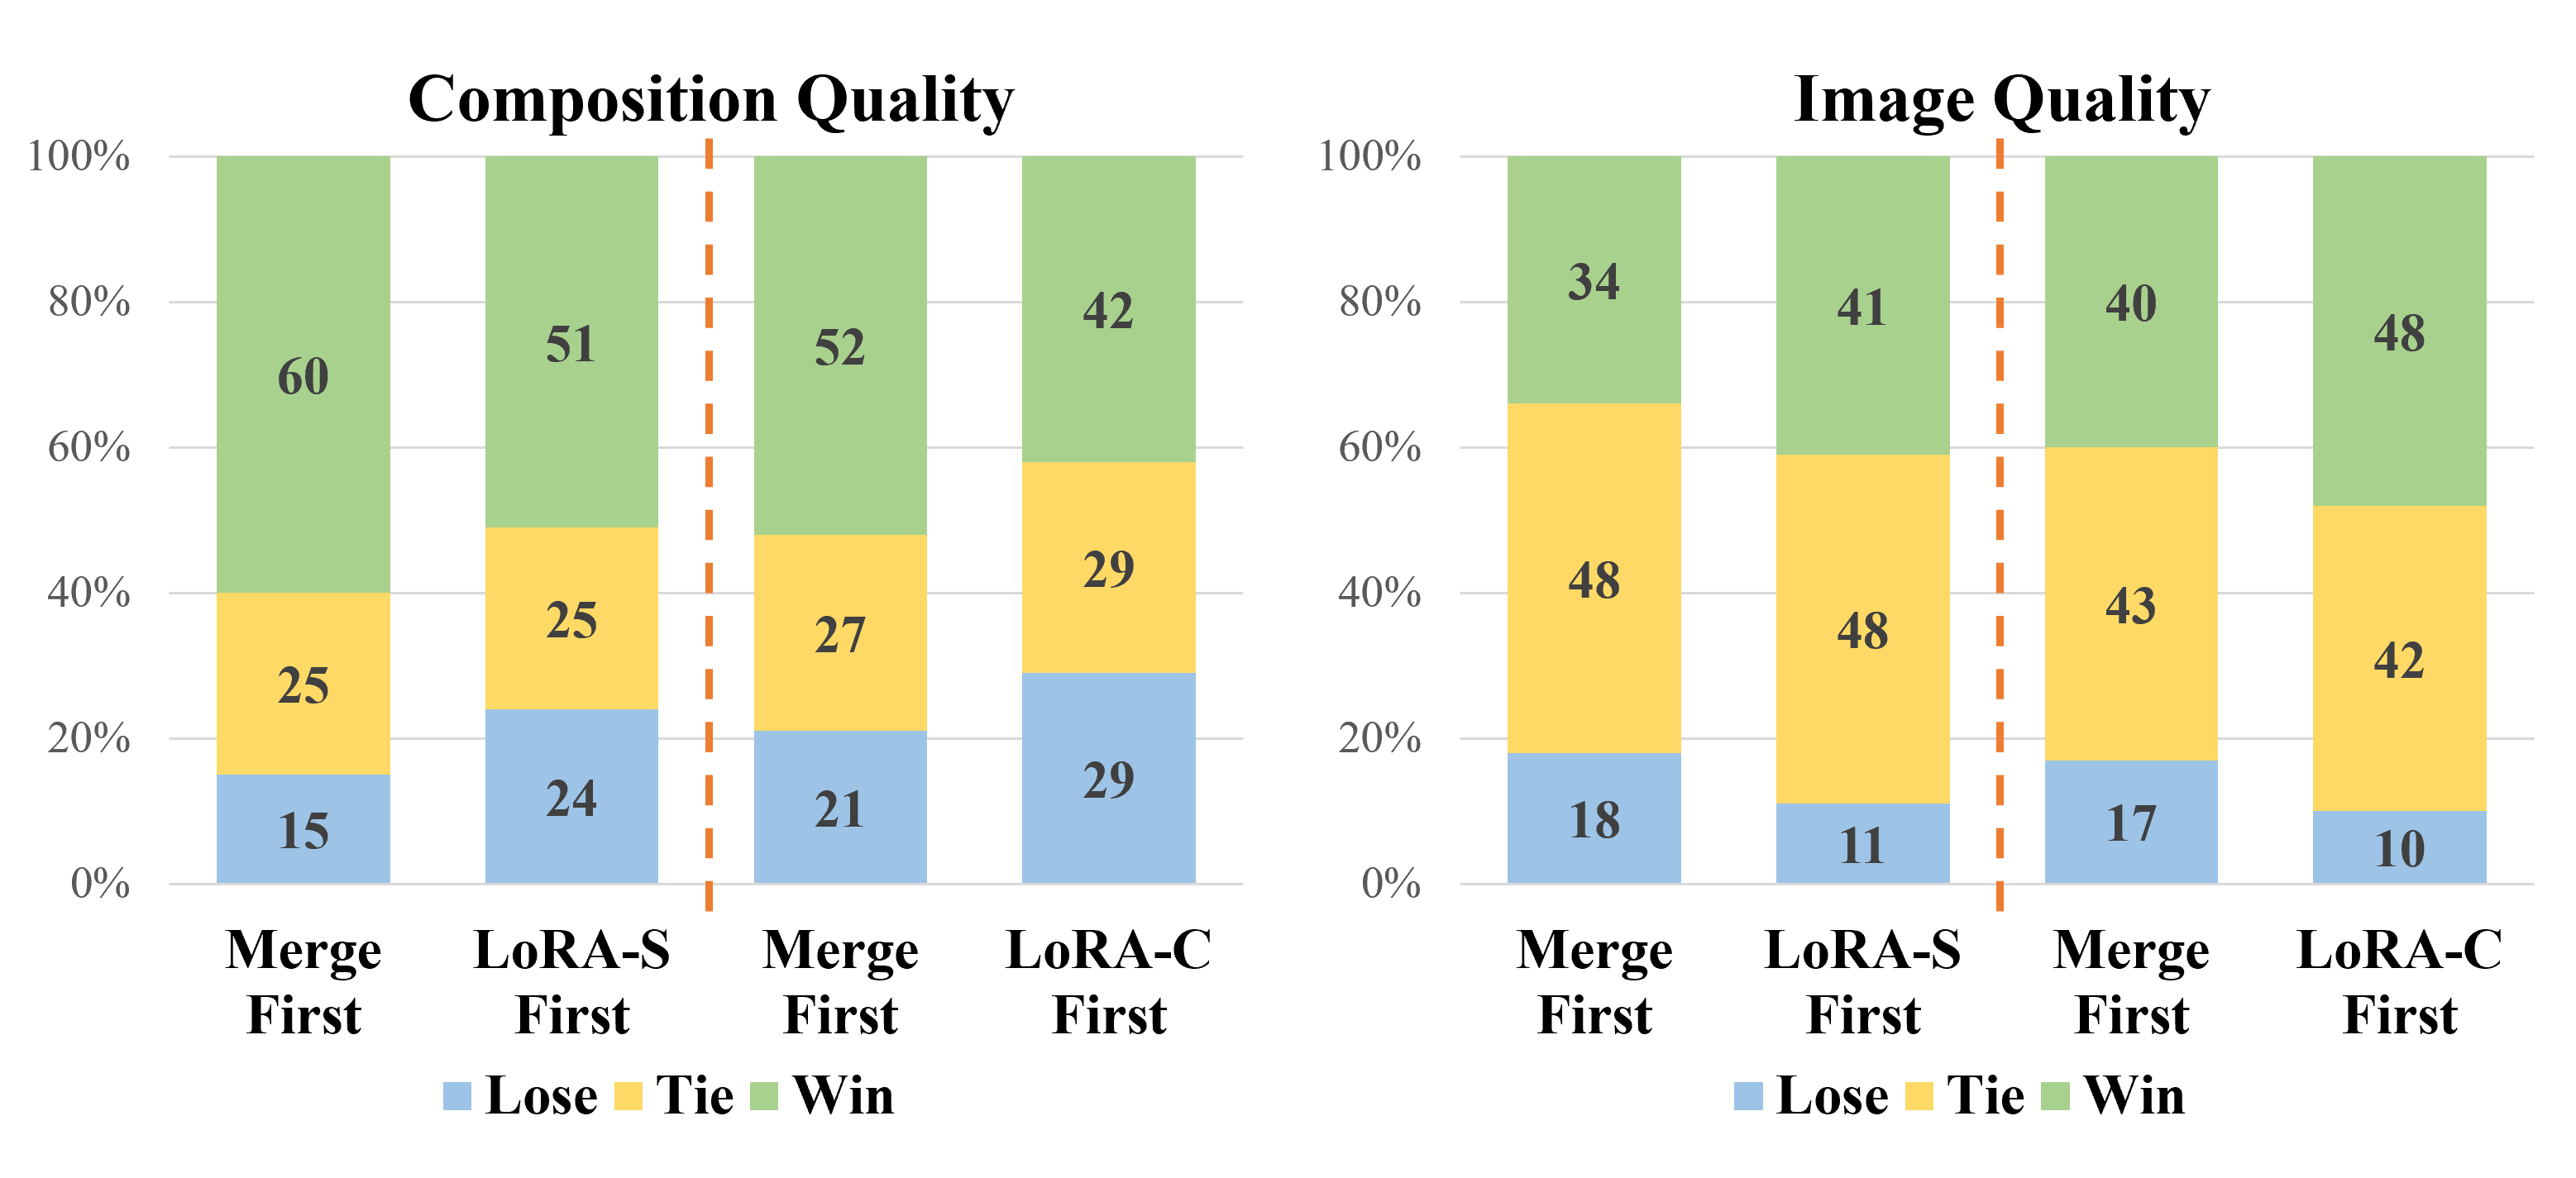 Composition Quality
100%
80%
60%
40%
20%
0%
60
25
15
51
25
24
52
27
21
42
29
29
Merge
First
LoRA-S
First
Merge
First
LoRA-C
First
Lose Tie Win
Image Quality
100%
80%
60%
40%
20%
0%
34
48
18
41
48
11
40
43
17
48
42
10
Merge
First
LoRA-S
First
Merge
First
LoRA-C
First
Lose Tie Win